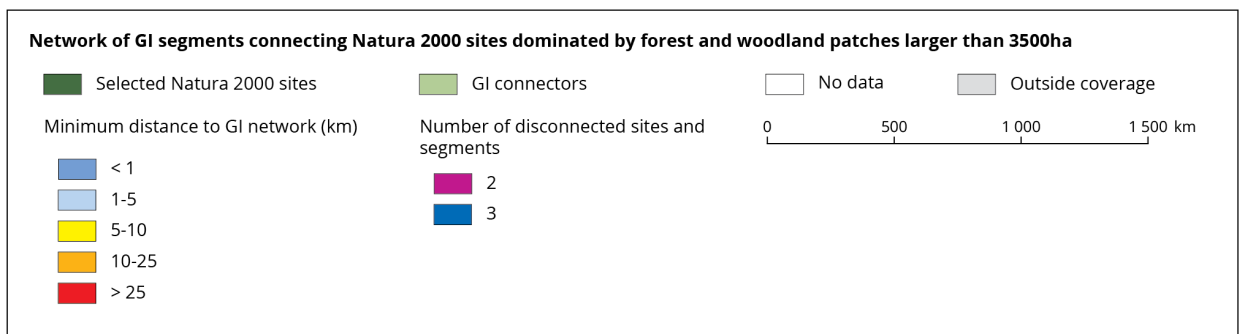 Network of GI segments connecting Natura 2000 sites dominated by forest and woodland patches larger than 3500ha
Selected Natura 2000 sites
GI connectors
No data
Outside coverage
Minimum distance to GI network (km)
< 1
1-5
5-10
10-25
> 25
Number of disconnected sites and
segments
2
3
0 500 1 000 1 500 km